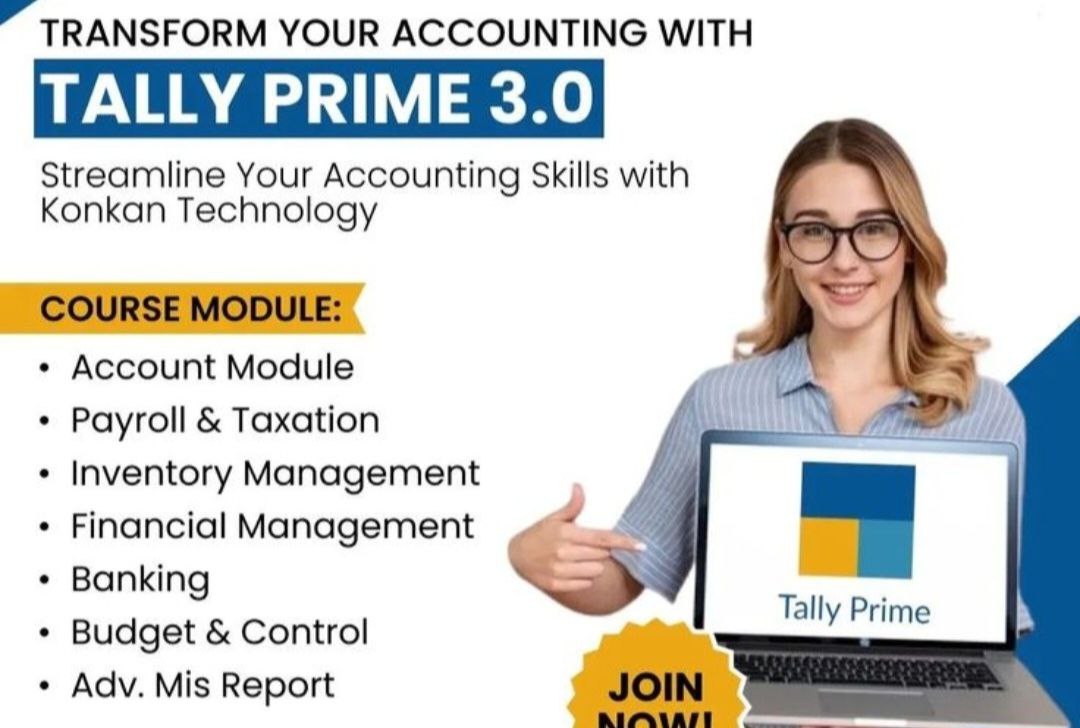 TRANSFORM YOUR ACCOUNTING WITH
TALLY PRIME 3.0
Streamline Your Accounting Skills with
Konkan Technology
COURSE MODULE:
• Account Module
• Payroll & Taxation
• Inventory Management
• Financial Management
• Banking
• Budget & Control
• Adv. Mis Report
Tally Prime
JOIN
NOW!